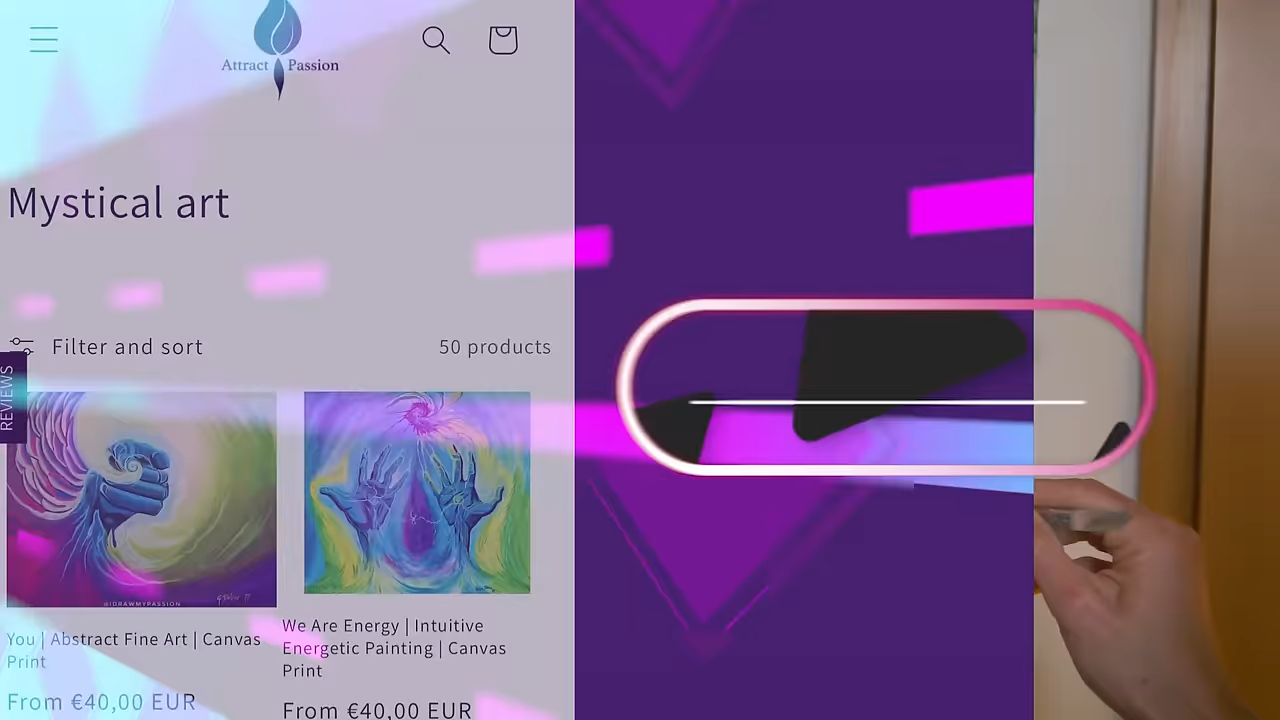 Attract Passion
Mystical art
Filter and sort
50 products
REVIEWS
@IDRAWMYPASSION
You | Abstract Fine Art | Canvas
Print
From €40,00 EUR
We Are Energy | Intuitive
Energetic Painting | Canvas
Print
From €40,00 EUR